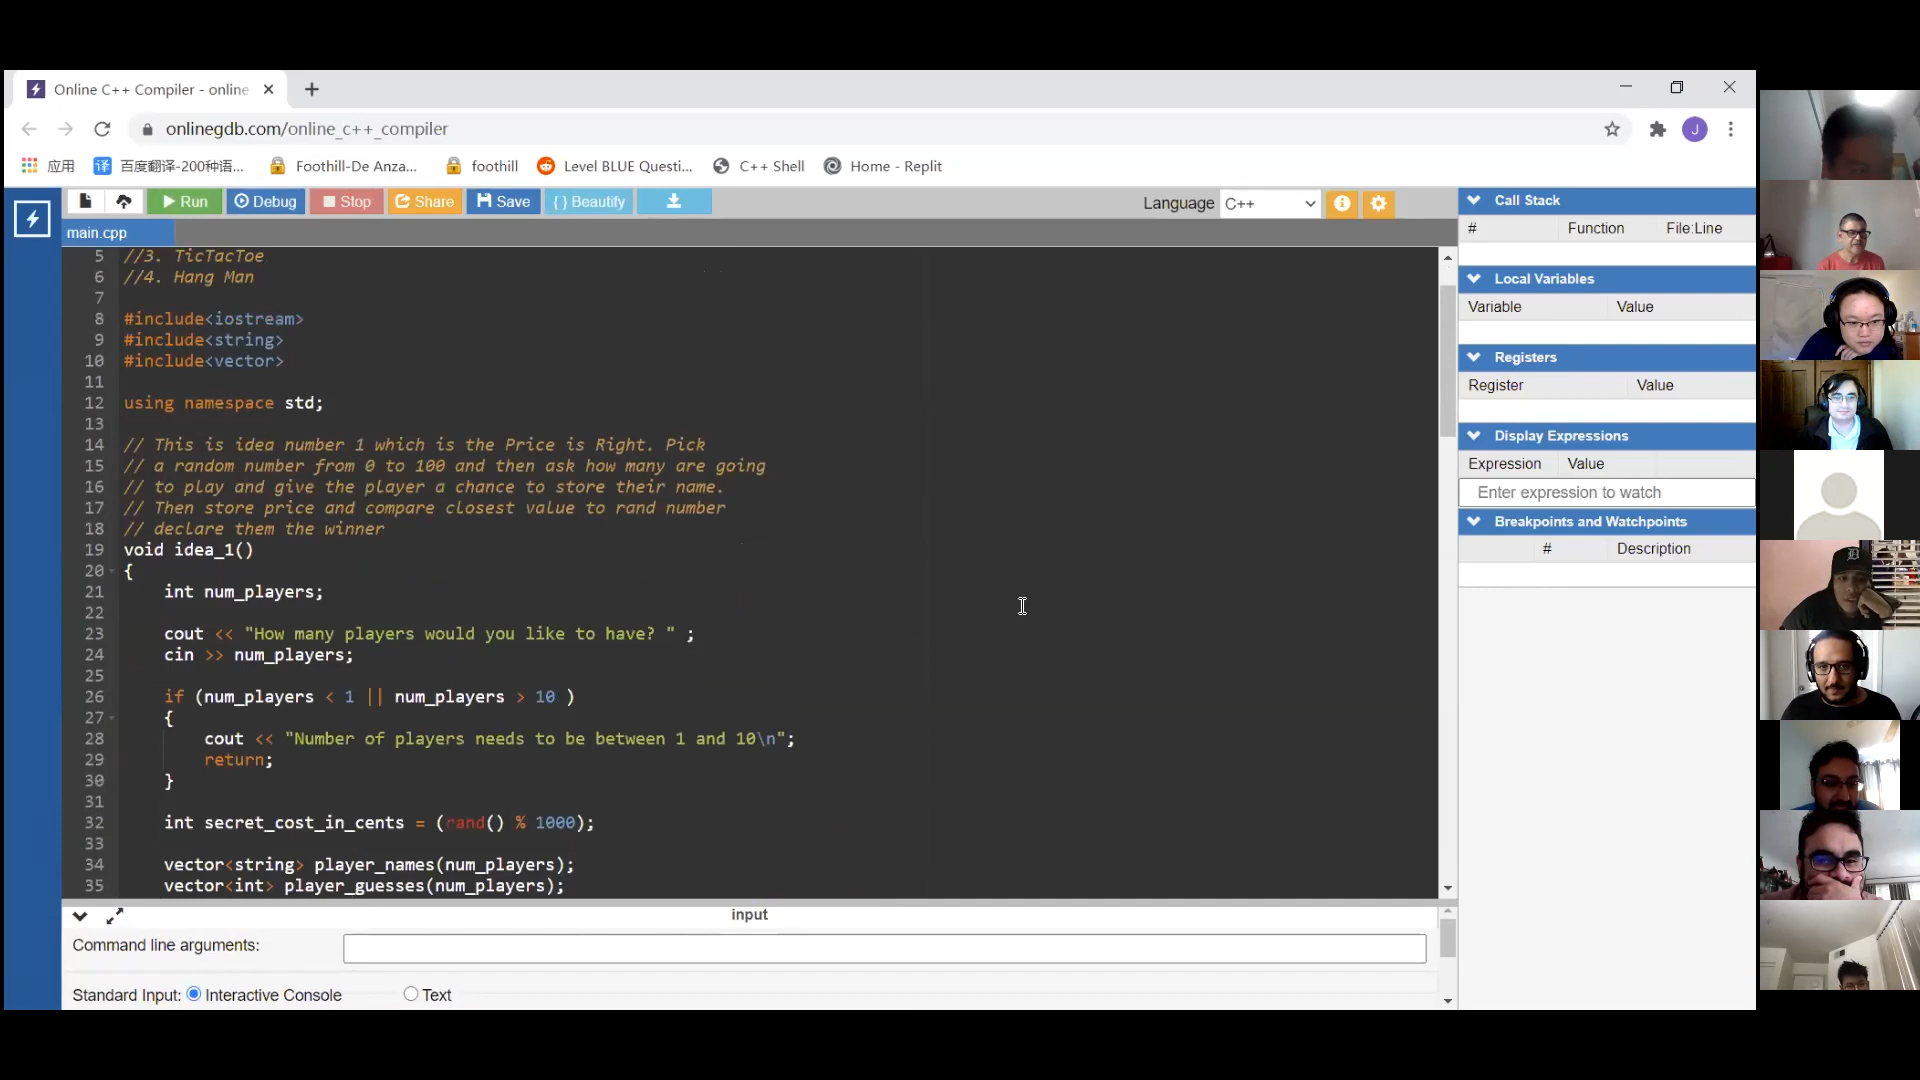 Online C++ Compiler - online
onlinegdb.com/online_c++_compiler
J
应用
译 百度翻译-200种语...
Foothill-De Anza...
foothill
Level BLUE Questi...
C++ Shell
Home - Replit
Run
Debug
Stop
Share
Save
{ } Beautify
Language C++
main.cpp
5 //3. TicTacToe
6 //4. Hang Man
7
8 #include<iostream>
9 #include<string>
10 #include<vector>
11
12 using namespace std;
13
14 // This is idea number 1 which is the Price is Right. Pick
15 // a random number from 0 to 100 and then ask how many are going
16 // to play and give the player a chance to store their name.
17 // Then store price and compare closest value to rand number
18 // declare them the winner
19 void idea_1()
20 {
21 int num_players;
22
23 cout << "How many players would you like to have? " ;
24 cin >> num_players;
25
26 if (num_players < 1 || num_players > 10 )
27 {
28 cout << "Number of players needs to be between 1 and 10\n";
29 return;
30 }
31
32 int secret_cost_in_cents = (rand() % 1000);
33
34 vector<string> player_names(num_players);
35 vector<int> player_guesses(num_players);
input
Command line arguments:
Standard Input: Interactive Console Text
Call Stack
# Function File:Line
Local Variables
Variable Value
Registers
Register Value
Display Expressions
Expression Value
Enter expression to watch
Breakpoints and Watchpoints
# Description
D